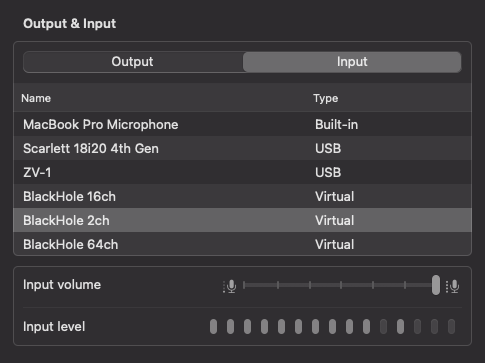 Output & Input
Output Input
Name Type
MacBook Pro Microphone Built-in
Scarlett 18i20 4th Gen USB
ZV-1 USB
BlackHole 16ch Virtual
BlackHole 2ch Virtual
BlackHole 64ch Virtual
Input volume
Input level